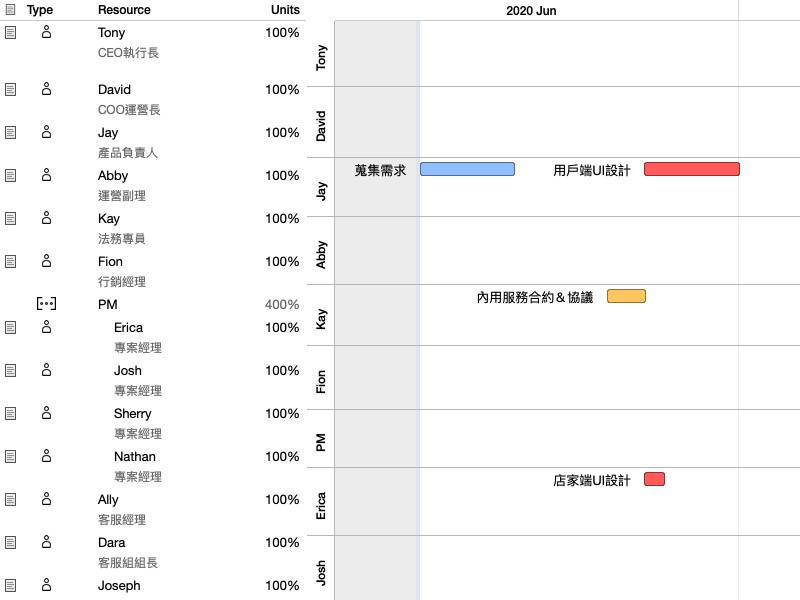 Type Resource Units
Tony 100%
CEO執行長
David 100%
COO運營長
Jay 100%
產品負責人
Abby 100%
運營副理
Kay 100%
法務專員
Fion 100%
行銷經理
PM 400%
Erica 100%
專案經理
Josh 100%
專案經理
Sherry 100%
專案經理
Nathan 100%
專案經理
Ally 100%
客服經理
Dara 100%
客服組組長
Joseph 100%
2020 Jun
Tony
David
Jay
蒐集需求 用戶端UI設計
Abby
Kay
內用服務合約＆協議
Fion
PM
Erica
店家端UI設計
Josh